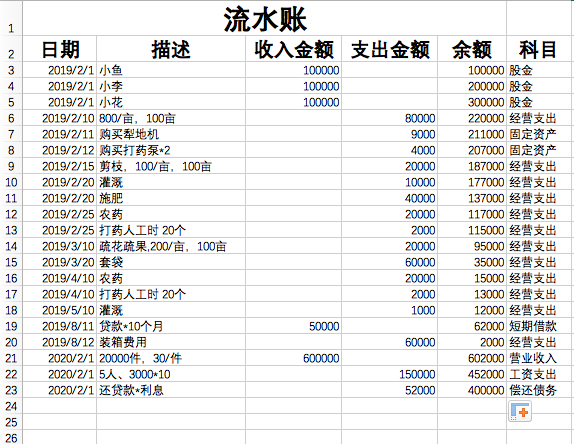 流水账
日期 描述 收入金额 支出金额 余额 科目
1
2
3 2019/2/1 小鱼 100000 100000 股金
4 2019/2/1 小李 100000 200000 股金
5 2019/2/1 小花 100000 300000 股金
6 2019/2/10 800/亩，100亩 80000 220000 经营支出
7 2019/2/11 购买犁地机 9000 211000 固定资产
8 2019/2/12 购买打药泵*2 4000 207000 固定资产
9 2019/2/15 剪枝，100/亩，100亩 20000 187000 经营支出
10 2019/2/20 灌溉 10000 177000 经营支出
11 2019/2/20 施肥 40000 137000 经营支出
12 2019/2/25 农药 20000 117000 经营支出
13 2019/2/25 打药人工时 20个 2000 115000 经营支出
14 2019/3/10 疏花疏果,200/亩，100亩 20000 95000 经营支出
15 2019/3/20 套袋 60000 35000 经营支出
16 2019/4/10 农药 20000 15000 经营支出
17 2019/4/10 打药人工时 20个 2000 13000 经营支出
18 2019/5/10 灌溉 1000 12000 经营支出
19 2019/8/11 贷款*10个月 50000 62000 短期借款
20 2019/8/12 装箱费用 60000 2000 经营支出
21 2020/2/1 20000件，30/件 600000 602000 营业收入
22 2020/2/1 5人、3000*10 150000 452000 工资支出
23 2020/2/1 还贷款*利息 52000 400000 偿还债务
24
25
26